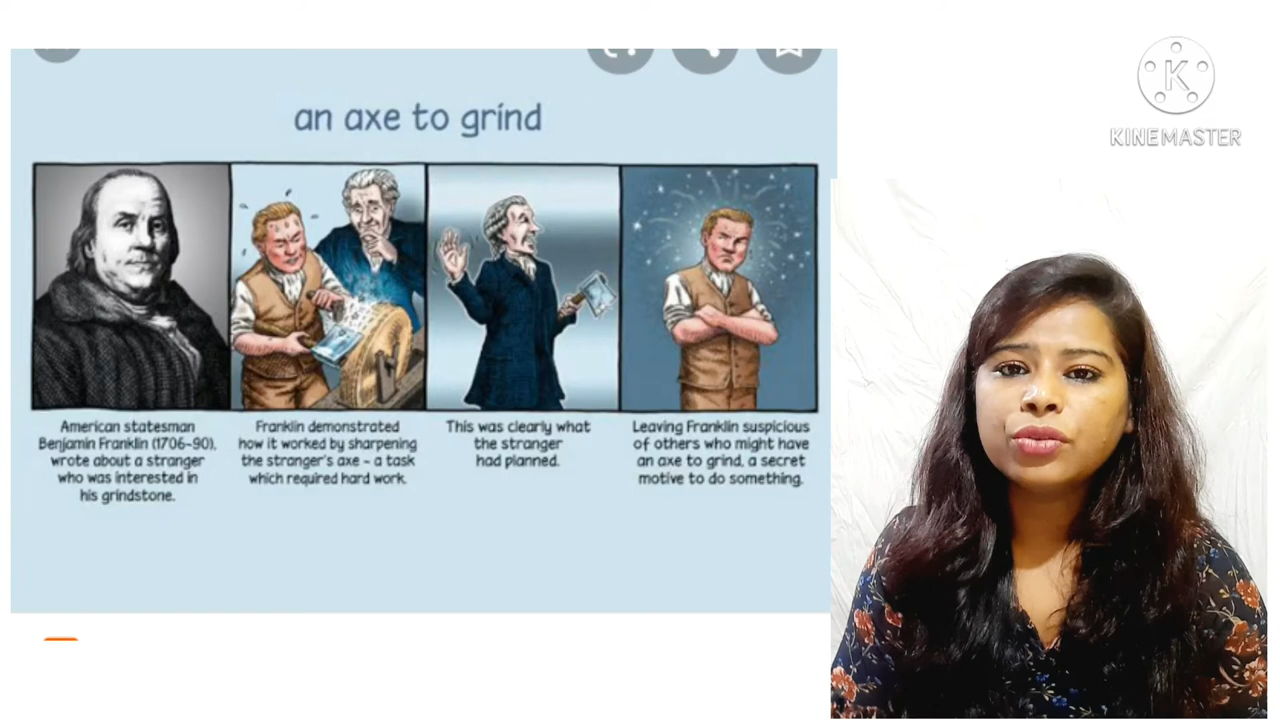 an axe to grind
KINEMASTER
American statesman
Benjamin Franklin (1706-90),
wrote about a stranger
who was interested in
his grindstone.
Franklin demonstrated
how it worked by sharpening
the stranger's axe - a task
which required hard work.
This was clearly what
the stranger
had planned.
Leaving Franklin suspicious
of others who might have
an axe to grind, a secret
motive to do something.